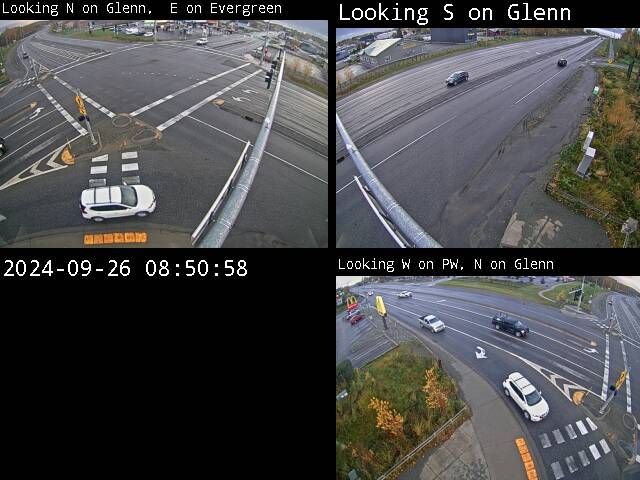 Looking N on Glenn,  E on Evergreen
Looking S on Glenn
2024-09-26 08:50:58
Looking W on PW, N on Glenn